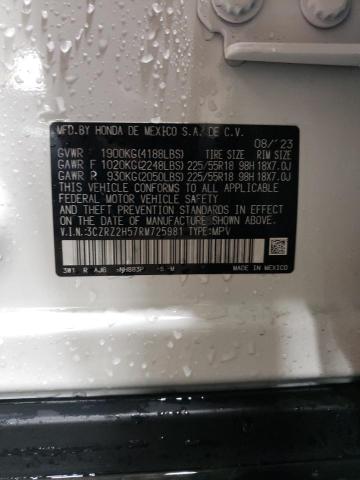 MFD.BY HONDA DE MEXICO S.A. DE C.V.
08/'23
GVWR 1900KG(4188LBS) TIRE SIZE RIM SIZE
GAWR F 1020KG(2248LBS) 225/55R18 98H 18X7.0J
GAWR R 930KG(2050LBS) 225/55R18 98H 18X7.0J
THIS VEHICLE CONFORMS TO ALL APPLICABLE
FEDERAL MOTOR VEHICLE SAFETY AND
THEFT PREVENTION STANDARDS IN EFFECT
ON THE DATE OF MANUFACTURE SHOWN ABOVE.
V.I.N:3CZRZ2H57RM725981 TYPE:MPV
3W1 R AJ6 NH883P -S -M